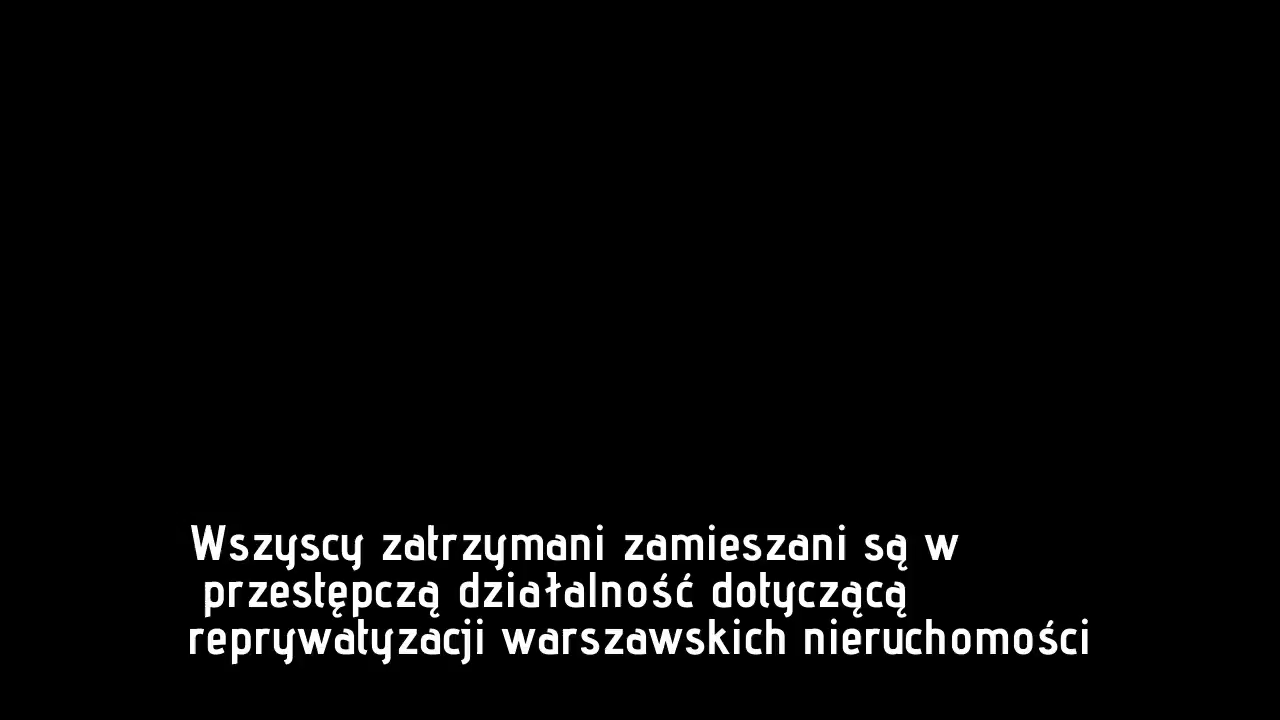 Wszyscy zatrzymani zamieszani są w
przestępczą działalność dotyczącą
reprywatyzacji warszawskich nieruchomości